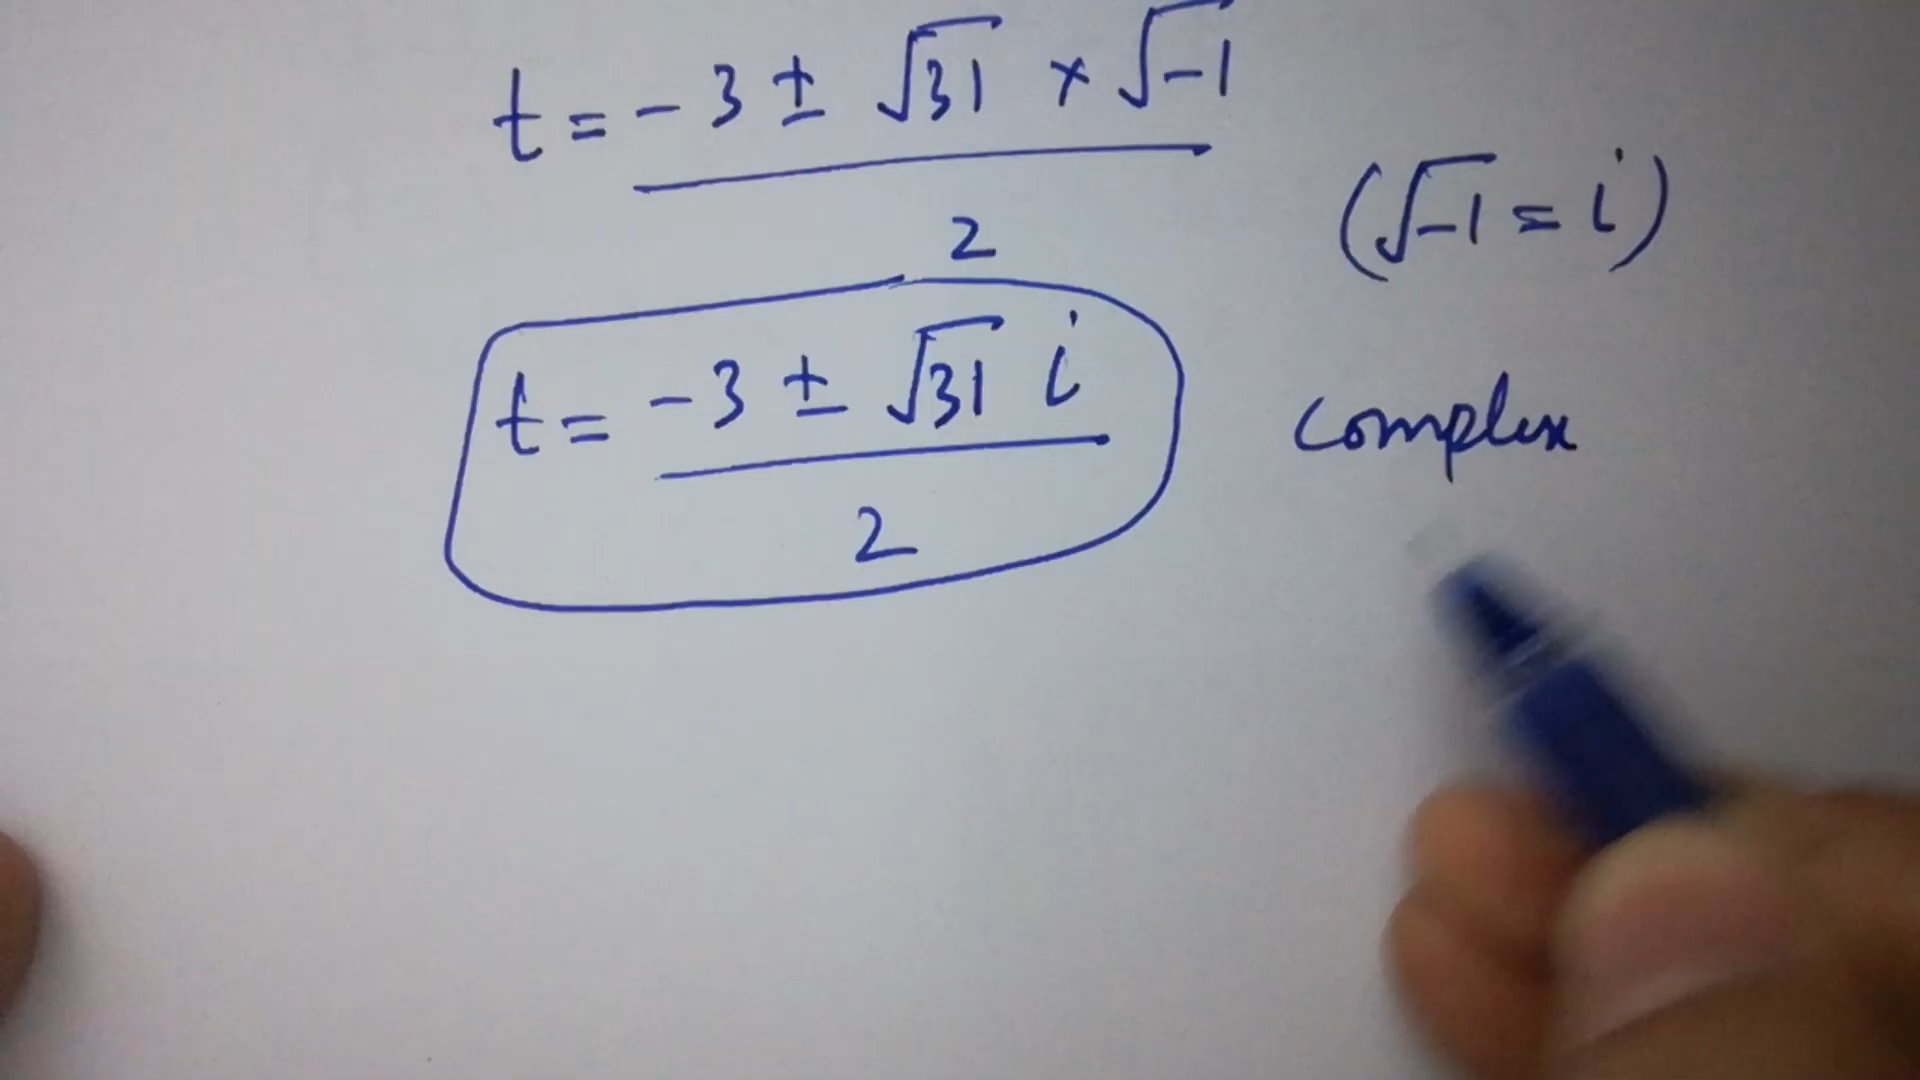 t = -3 ± √31 × √-1
2
(√-1 = i)
t = -3 ± √31 i
2
complex